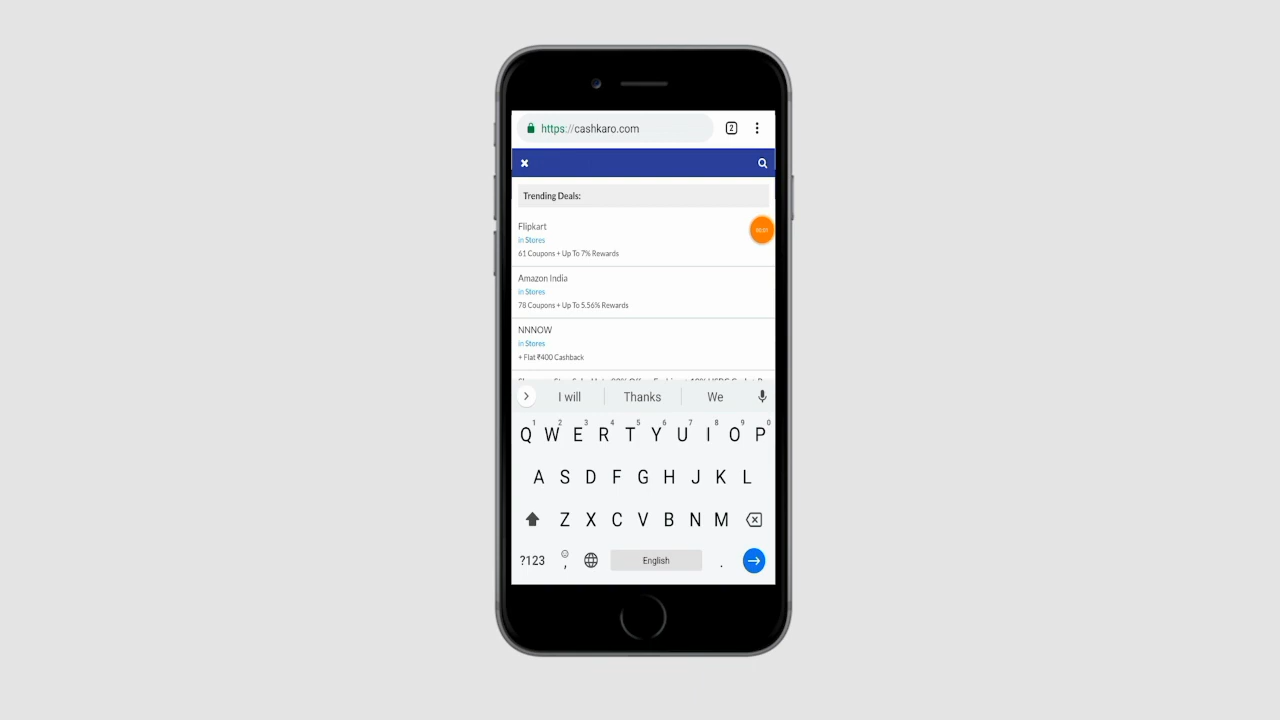 https://cashkaro.com
2
Trending Deals:
Flipkart
in Stores
61 Coupons + Up To 7% Rewards
Amazon India
in Stores
78 Coupons + Up To 5.56% Rewards
NNNOW
in Stores
+ Flat ₹400 Cashback
I will Thanks We
1 2 3 4 5 6 7 8 9 0
Q W E R T Y U I O P
A S D F G H J K L
Z X C V B N M
?123 , English .